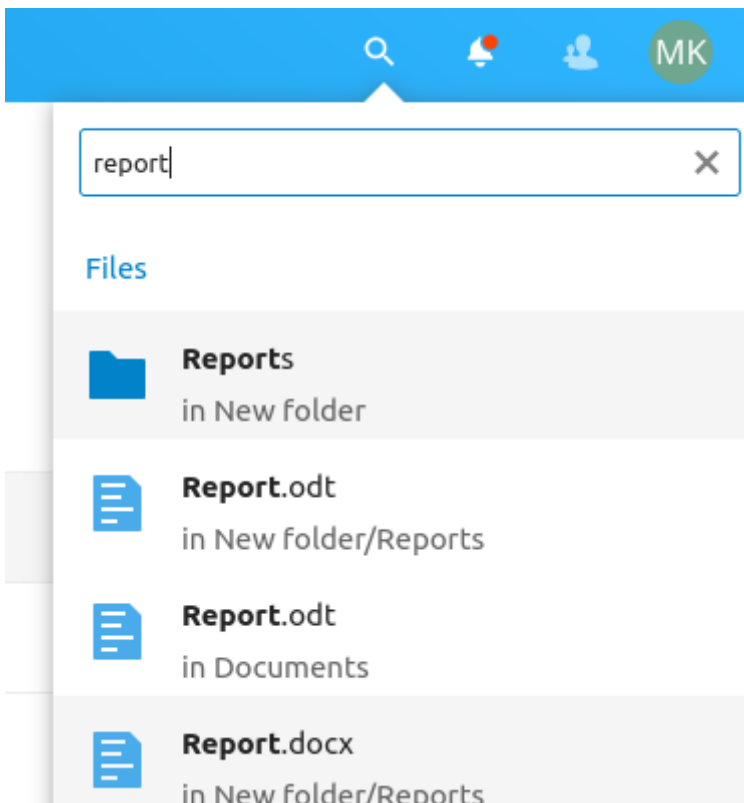 MK
report
Files
Reports
in New folder
Report.odt
in New folder/Reports
Report.odt
in Documents
Report.docx
in New folder/Reports